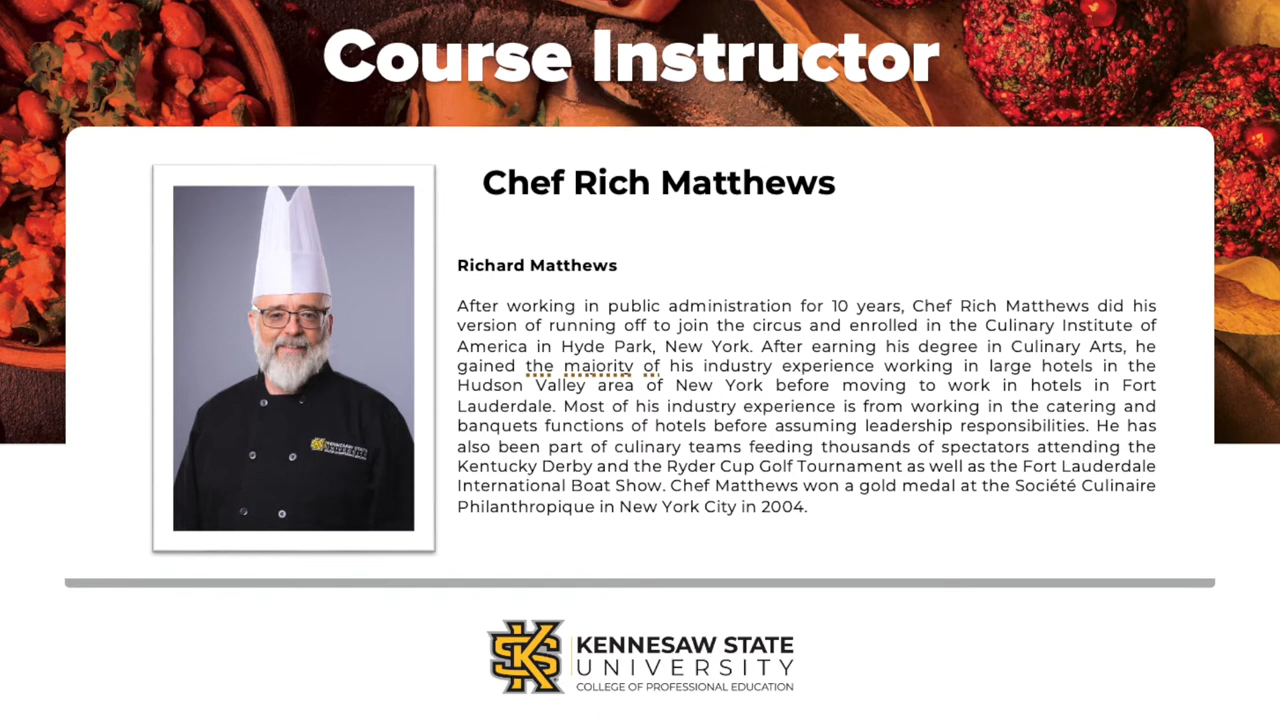 Course Instructor
Chef Rich Matthews
Richard Matthews
After working in public administration for 10 years, Chef Rich Matthews did his
version of running off to join the circus and enrolled in the Culinary Institute of
America in Hyde Park, New York. After earning his degree in Culinary Arts, he
gained the majority of his industry experience working in large hotels in the
Hudson Valley area of New York before moving to work in hotels in Fort
Lauderdale. Most of his industry experience is from working in the catering and
banquets functions of hotels before assuming leadership responsibilities. He has
also been part of culinary teams feeding thousands of spectators attending the
Kentucky Derby and the Ryder Cup Golf Tournament as well as the Fort Lauderdale
International Boat Show. Chef Matthews won a gold medal at the Société Culinaire
Philanthropique in New York City in 2004.
KENNESAW STATE
UNIVERSITY
KS
KENNESAW STATE
UNIVERSITY
COLLEGE OF PROFESSIONAL EDUCATION